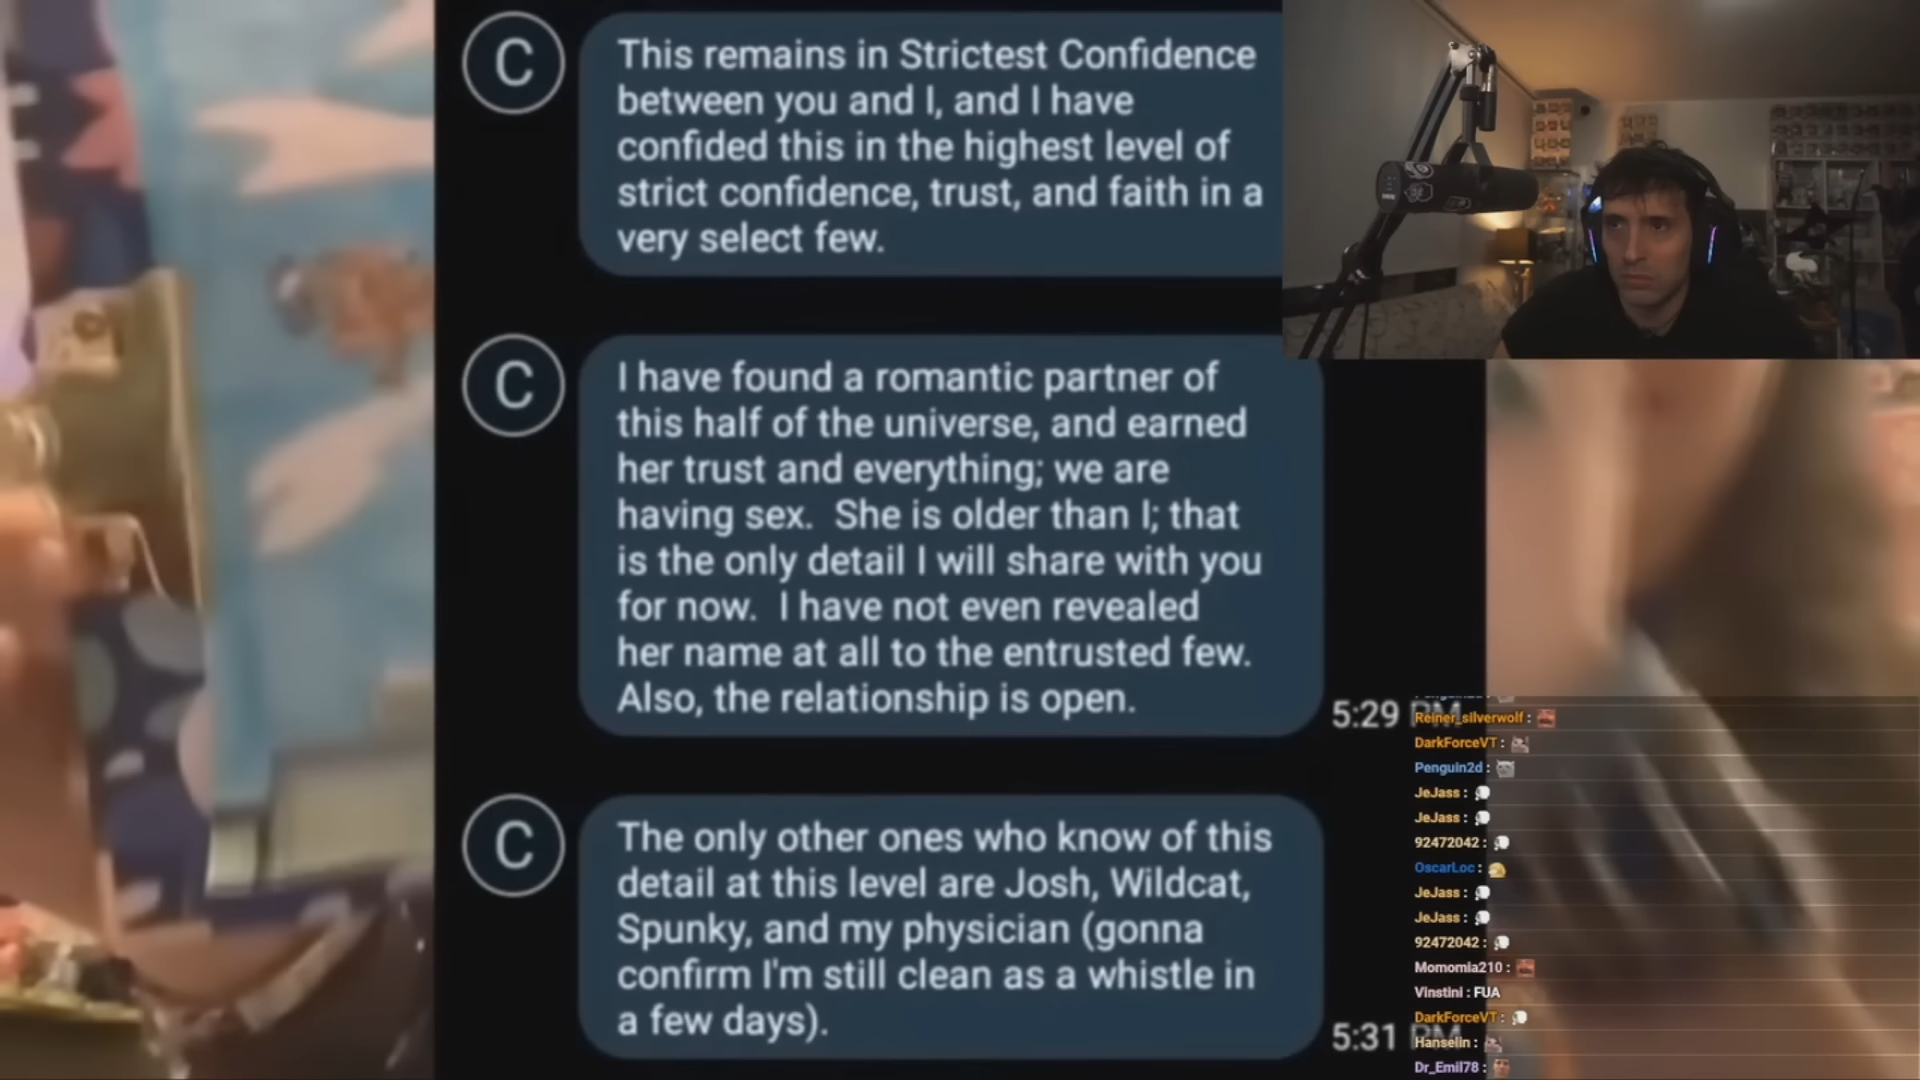 C
This remains in Strictest Confidence
between you and I, and I have
confided this in the highest level of
strict confidence, trust, and faith in a
very select few.
C
I have found a romantic partner of
this half of the universe, and earned
her trust and everything; we are
having sex.  She is older than I; that
is the only detail I will share with you
for now.  I have not even revealed
her name at all to the entrusted few.
Also, the relationship is open.
5:29 PM
C
The only other ones who know of this
detail at this level are Josh, Wildcat,
Spunky, and my physician (gonna
confirm I'm still clean as a whistle in
a few days).
5:31 PM
Reiner_silverwolf :
DarkForceVT :
Penguin2d :
JeJass :
JeJass :
92472042 :
OscarLoc :
JeJass :
JeJass :
92472042 :
Momomia210 :
Vinstini : FUA
DarkForceVT :
Hanselin :
Dr_Emil78 :